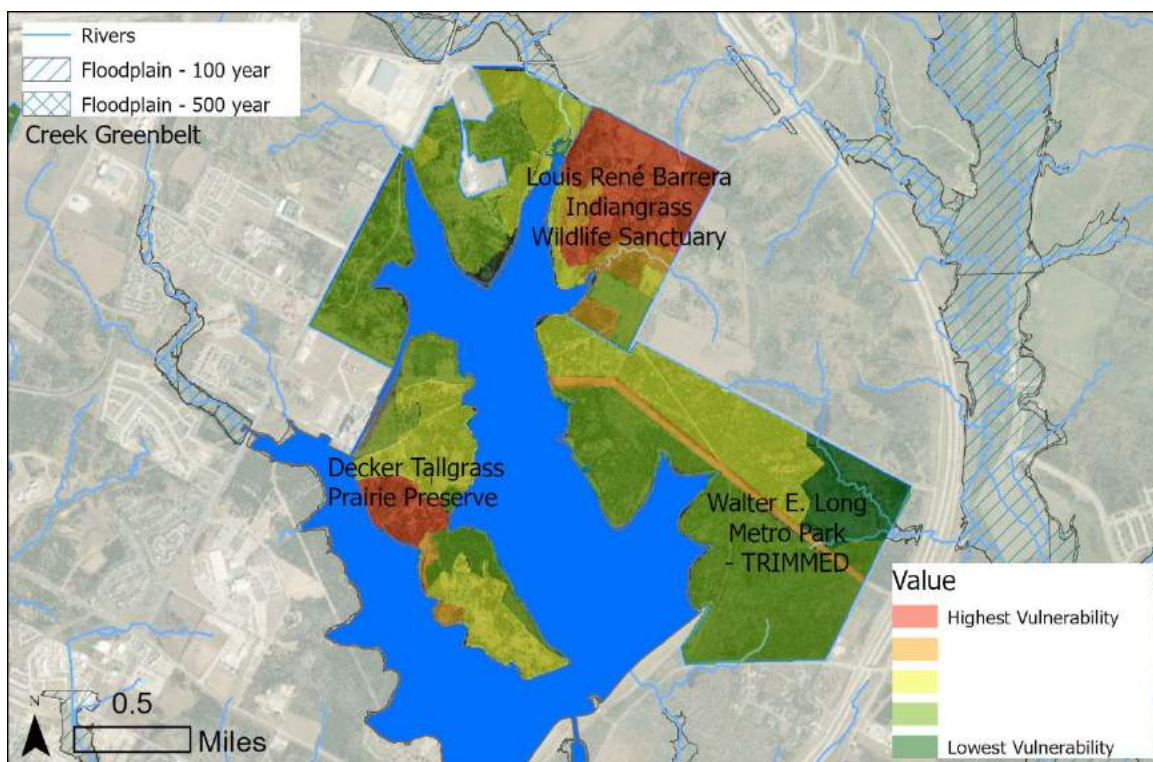 Rivers
Floodplain - 100 year
Floodplain - 500 year
Creek Greenbelt
Louis René Barrera
Indiangrass
Wildlife Sanctuary
Decker Tallgrass
Prairie Preserve
Walter E. Long
Metro Park
- TRIMMED
Value
Highest Vulnerability
Lowest Vulnerability
N
0.5
Miles